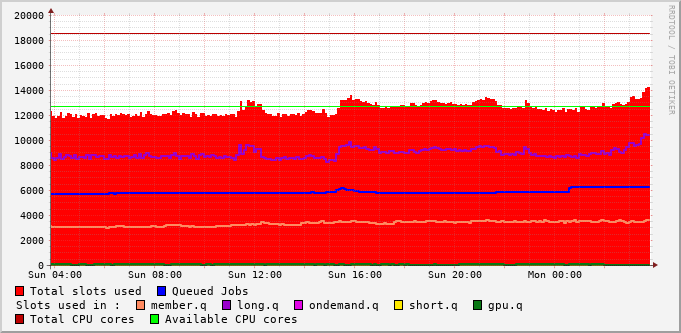 20000
18000
16000
14000
12000
10000
8000
6000
4000
2000
0
Sun 04:00 Sun 08:00 Sun 12:00 Sun 16:00 Sun 20:00 Mon 00:00
Total slots used Queued Jobs
Slots used in : member.q long.q ondemand.q short.q gpu.q
Total CPU cores Available CPU cores
RRDTOOL / TOBI OETIKER